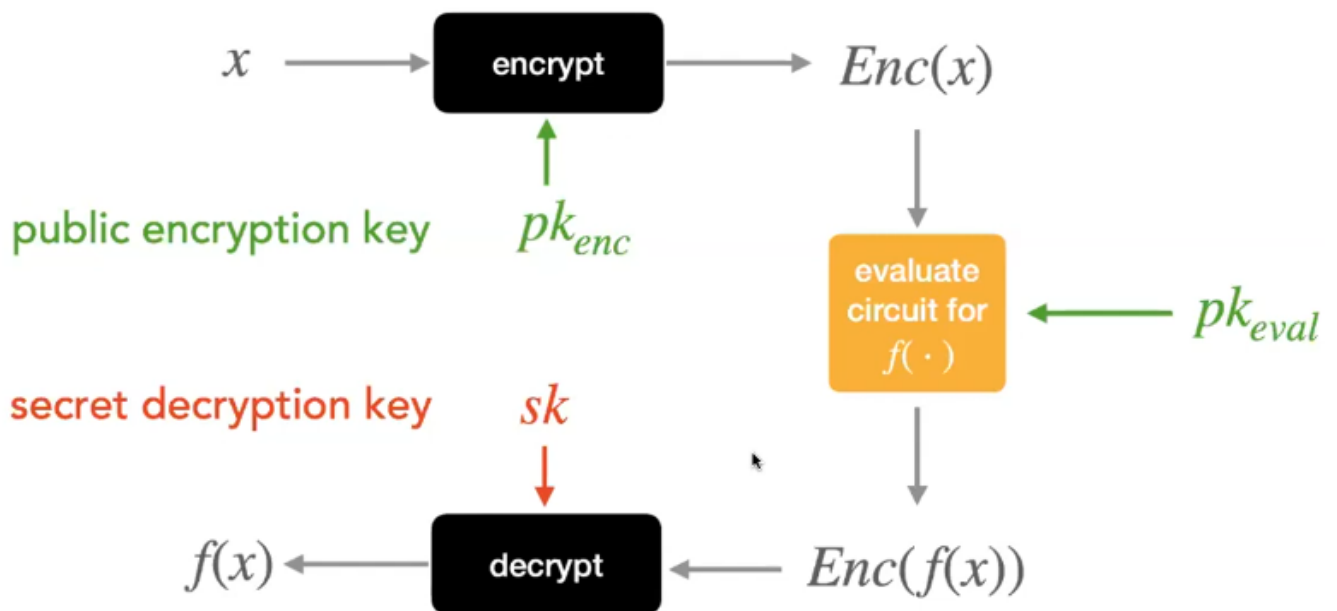 x
encrypt
Enc(x)
public encryption key
pk_enc
evaluate
circuit for
f( · )
pk_eval
secret decryption key
sk
f(x)
decrypt
Enc(f(x))